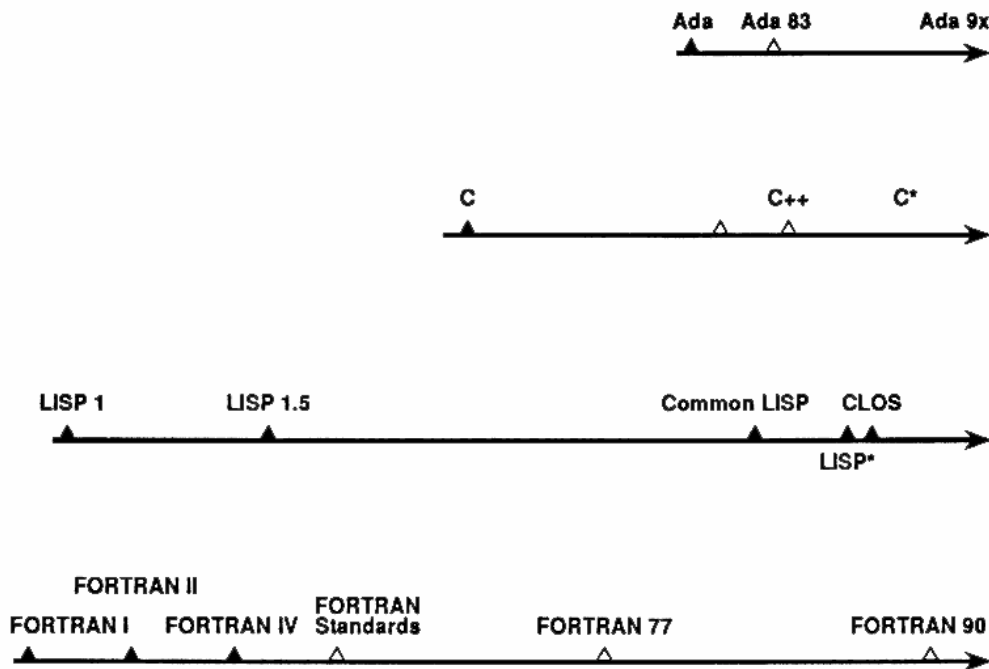 Ada Ada 83 Ada 9x
C C++ C*
LISP 1 LISP 1.5 Common LISP CLOS
LISP*
FORTRAN II
FORTRAN I FORTRAN IV FORTRAN
Standards FORTRAN 77 FORTRAN 90